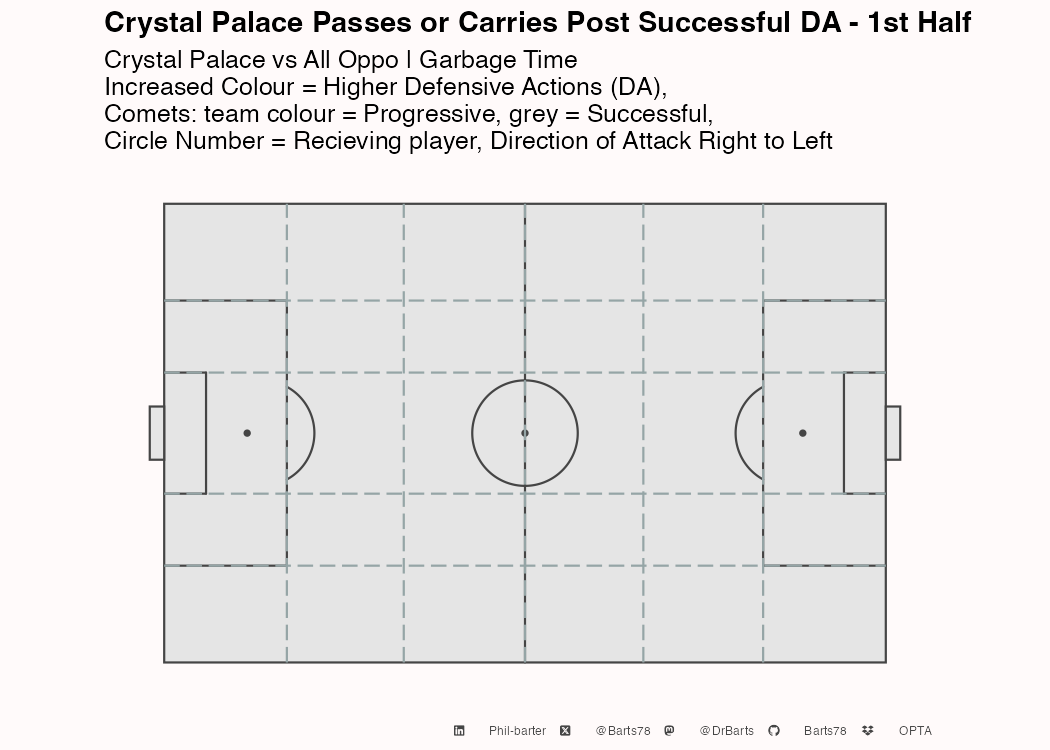 Crystal Palace Passes or Carries Post Successful DA - 1st Half
Crystal Palace vs All Oppo | Garbage Time
Increased Colour = Higher Defensive Actions (DA),
Comets: team colour = Progressive, grey = Successful,
Circle Number = Recieving player, Direction of Attack Right to Left
Phil-barter @Barts78 @DrBarts Barts78 OPTA